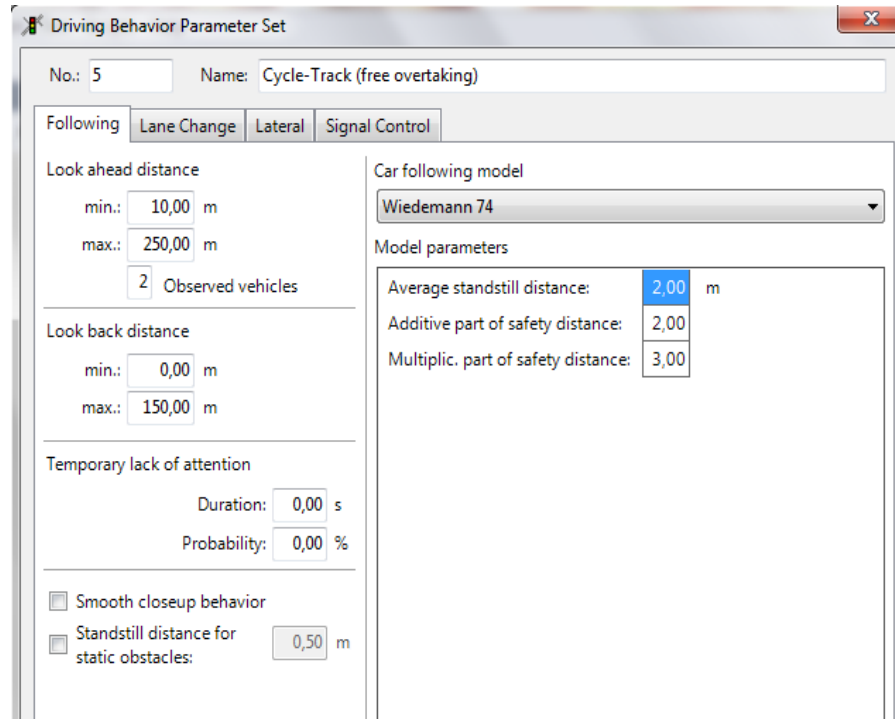 Driving Behavior Parameter Set
No.: 5 Name: Cycle-Track (free overtaking)
Following Lane Change Lateral Signal Control
Look ahead distance
min.: 10,00 m
max.: 250,00 m
2 Observed vehicles
Look back distance
min.: 0,00 m
max.: 150,00 m
Temporary lack of attention
Duration: 0,00 s
Probability: 0,00 %
Smooth closeup behavior
Standstill distance for
static obstacles: 0,50 m
Car following model
Wiedemann 74
Model parameters
Average standstill distance: 2,00 m
Additive part of safety distance: 2,00
Multiplic. part of safety distance: 3,00